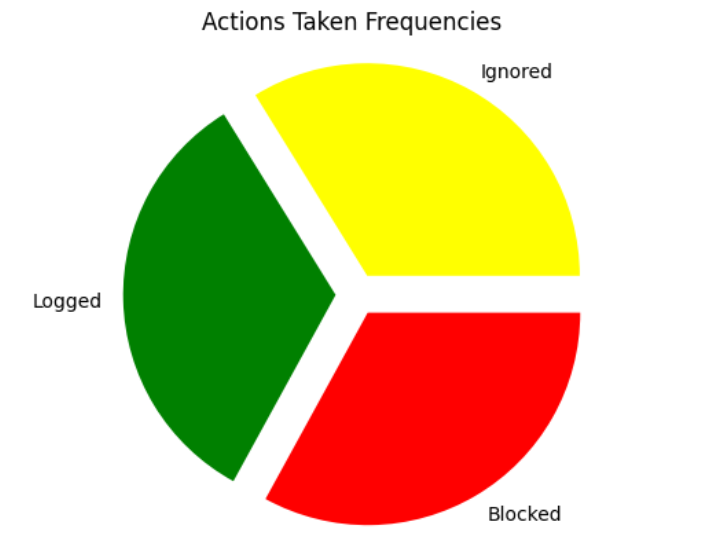 Actions Taken Frequencies
Ignored
Logged
Blocked